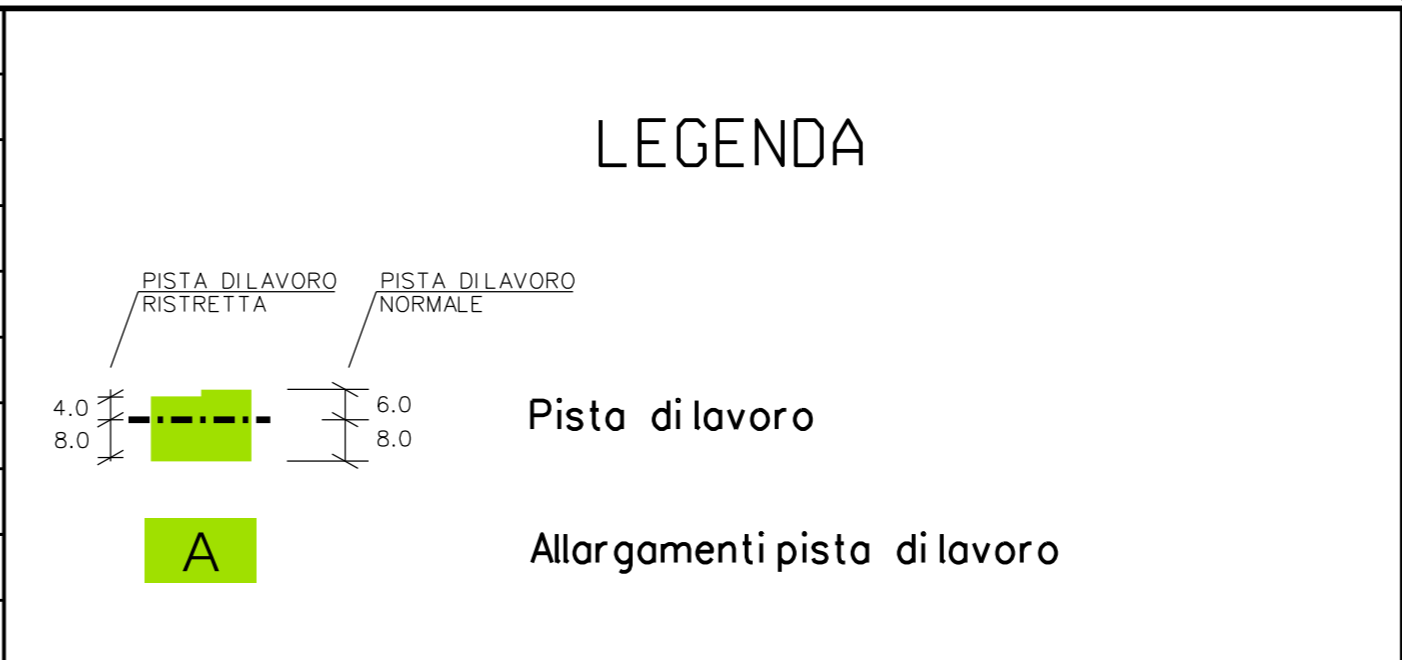 LEGENDA
PISTA DI LAVORO
RISTRETTA
PISTA DI LAVORO
NORMALE
4.0
8.0
6.0
8.0
Pista di lavoro
A
Allargamenti pista di lavoro